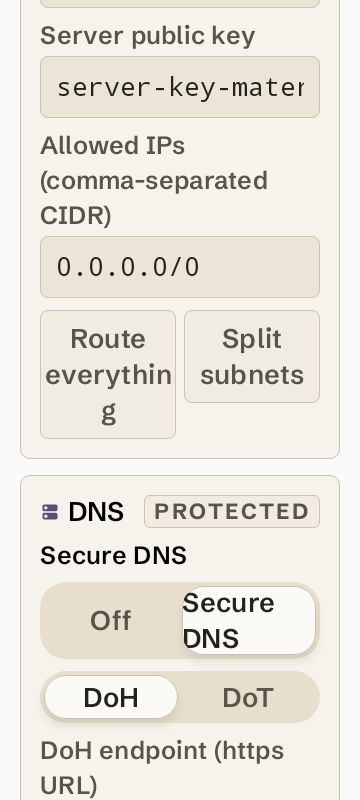 Server public key
server-key-mater
Allowed IPs
(comma-separated
CIDR)
0.0.0.0/0
Route
everythin
g
Split
subnets
DNS
PROTECTED
Secure DNS
Off
Secure
DNS
DoH
DoT
DoH endpoint (https
URL)